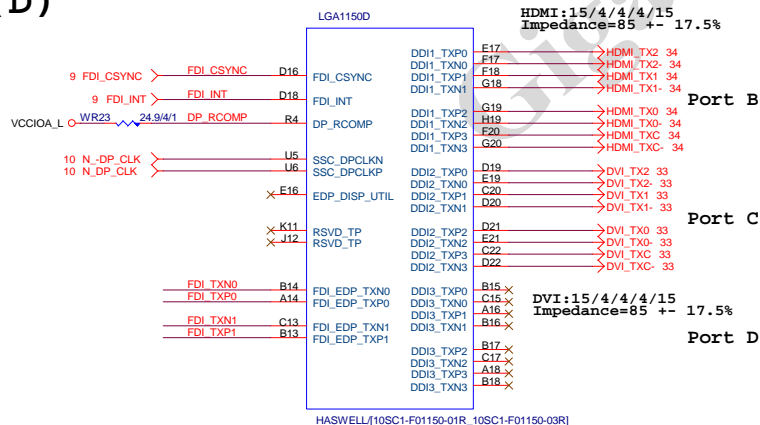 D)
LGA1150D
HDMI:15/4/4/4/15
Impedance=85 +- 17.5%
9 FDI_CSYNC FDI_CSYNC D16 FDI_CSYNC
9 FDI_INT FDI_INT D18 FDI_INT
VCCIOA_L WR23 24.9/4/1 DP_RCOMP R4 DP_RCOMP
10 N_-DP_CLK U5 SSC_DPCLKN
10 N_DP_CLK U6 SSC_DPCLKP
E16 EDP_DISP_UTIL
K11 RSVD_TP
J12 RSVD_TP
FDI_TXN0 B14 FDI_EDP_TXN0
FDI_TXP0 A14 FDI_EDP_TXP0
FDI_TXN1 C13 FDI_EDP_TXN1
FDI_TXP1 B13 FDI_EDP_TXP1
DDI1_TXP0 E17 HDMI_TX2 34
DDI1_TXN0 F17 HDMI_TX2- 34
DDI1_TXP1 F18 HDMI_TX1 34
DDI1_TXN1 G18 HDMI_TX1- 34
Port B
DDI1_TXP2 G19 HDMI_TX0 34
DDI1_TXN2 H19 HDMI_TX0- 34
DDI1_TXP3 F20 HDMI_TXC 34
DDI1_TXN3 G20 HDMI_TXC- 34
DDI2_TXP0 D19 DVI_TX2 33
DDI2_TXN0 E19 DVI_TX2- 33
DDI2_TXP1 C20 DVI_TX1 33
DDI2_TXN1 D20 DVI_TX1- 33
Port C
DDI2_TXP2 D21 DVI_TX0 33
DDI2_TXN2 E21 DVI_TX0- 33
DDI2_TXP3 C22 DVI_TXC 33
DDI2_TXN3 D22 DVI_TXC- 33
DDI3_TXP0 B15
DDI3_TXN0 C15
DDI3_TXP1 A16
DDI3_TXN1 B16
DVI:15/4/4/4/15
Impedance=85 +- 17.5%
Port D
DDI3_TXP2 B17
DDI3_TXN2 C17
DDI3_TXP3 A18
DDI3_TXN3 B18
HASWELL/[10SC1-F01150-01R_10SC1-F01150-03R]